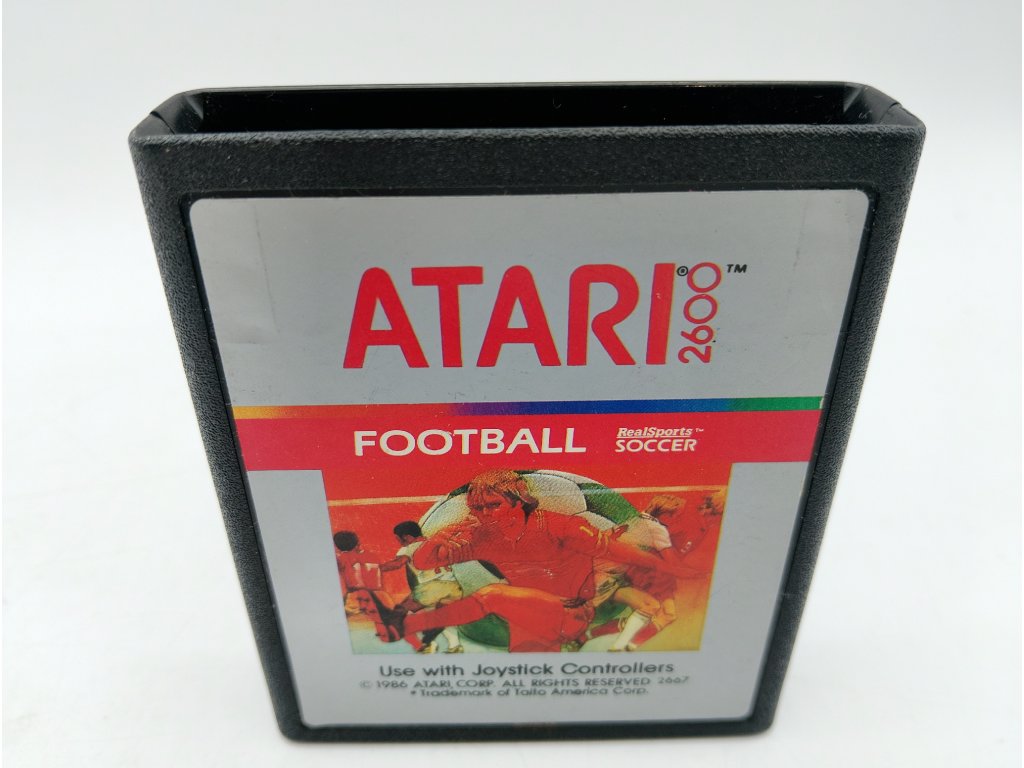 ATARI® 2600™
FOOTBALL
RealSports™
SOCCER
17
Use with Joystick Controllers
© 1986 ATARI CORP. ALL RIGHTS RESERVED 2667
* Trademark of Taito America Corp.